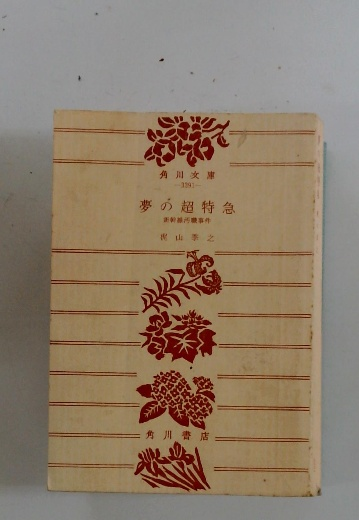 角川文庫
—3391—
夢の超特急
新幹線汚職事件
梶山季之
角川書店